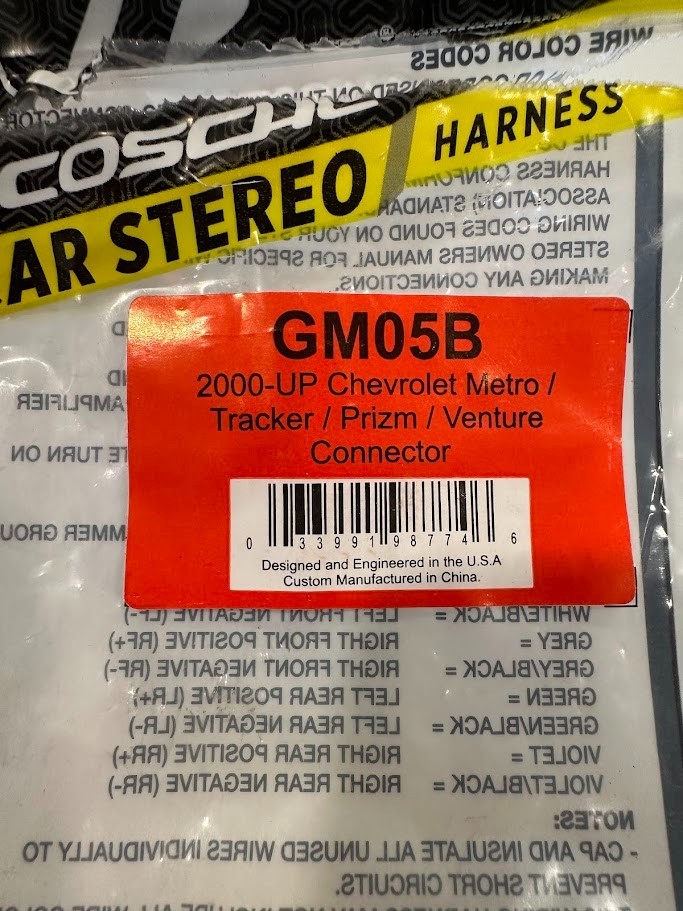 WIRE COLOR CODES
HARNESS
AR STEREO
THE
HARNESS
ASSOCIATION) STANDARD
WIRING CODES FOUND ON YOUR
STEREO OWNERS MANUAL FOR SPECIFIC
MAKING ANY CONNECTIONS.
GM05B
2000-UP Chevrolet Metro /
Tracker / Prizm / Venture
Connector
AMPLIFIER
TURN ON
0 33991 98774 6
Designed and Engineered in the U.S.A
Custom Manufactured in China.
WHITE/BLACK = LEFT FRONT NEGATIVE (LF-)
GREY = RIGHT FRONT POSITIVE (RF+)
GREY/BLACK = RIGHT FRONT NEGATIVE (RF-)
GREEN = LEFT REAR POSITIVE (LR+)
GREEN/BLACK = LEFT REAR NEGATIVE (LR-)
VIOLET = RIGHT REAR POSITIVE (RR+)
VIOLET/BLACK = RIGHT REAR NEGATIVE (RR-)
NOTES:
- CAP AND INSULATE ALL UNUSED WIRES INDIVIDUALLY TO
PREVENT SHORT CIRCUITS.